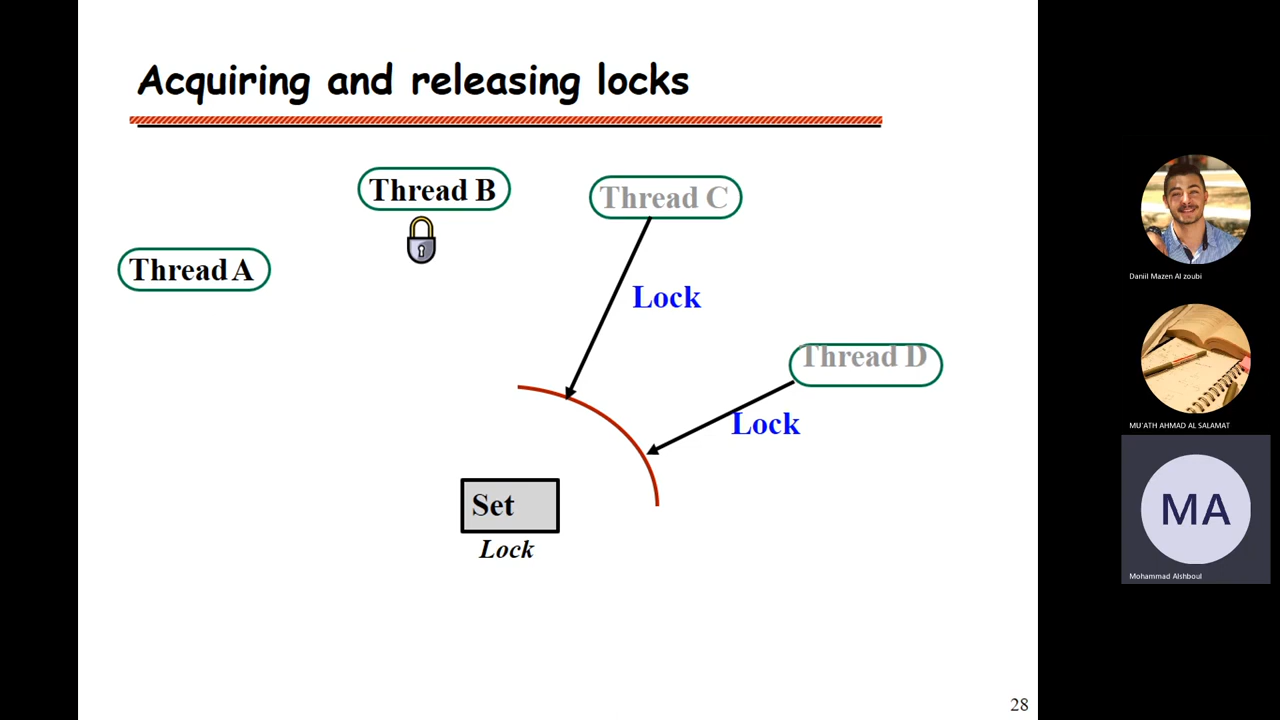 Acquiring and releasing locks
Thread B
Thread C
Thread A
Lock
Thread D
Lock
Set
Lock
28
Daniil Mazen Al zoubi
MU'ATH AHMAD AL SALAMAT
MA
Mohammad Alshboul